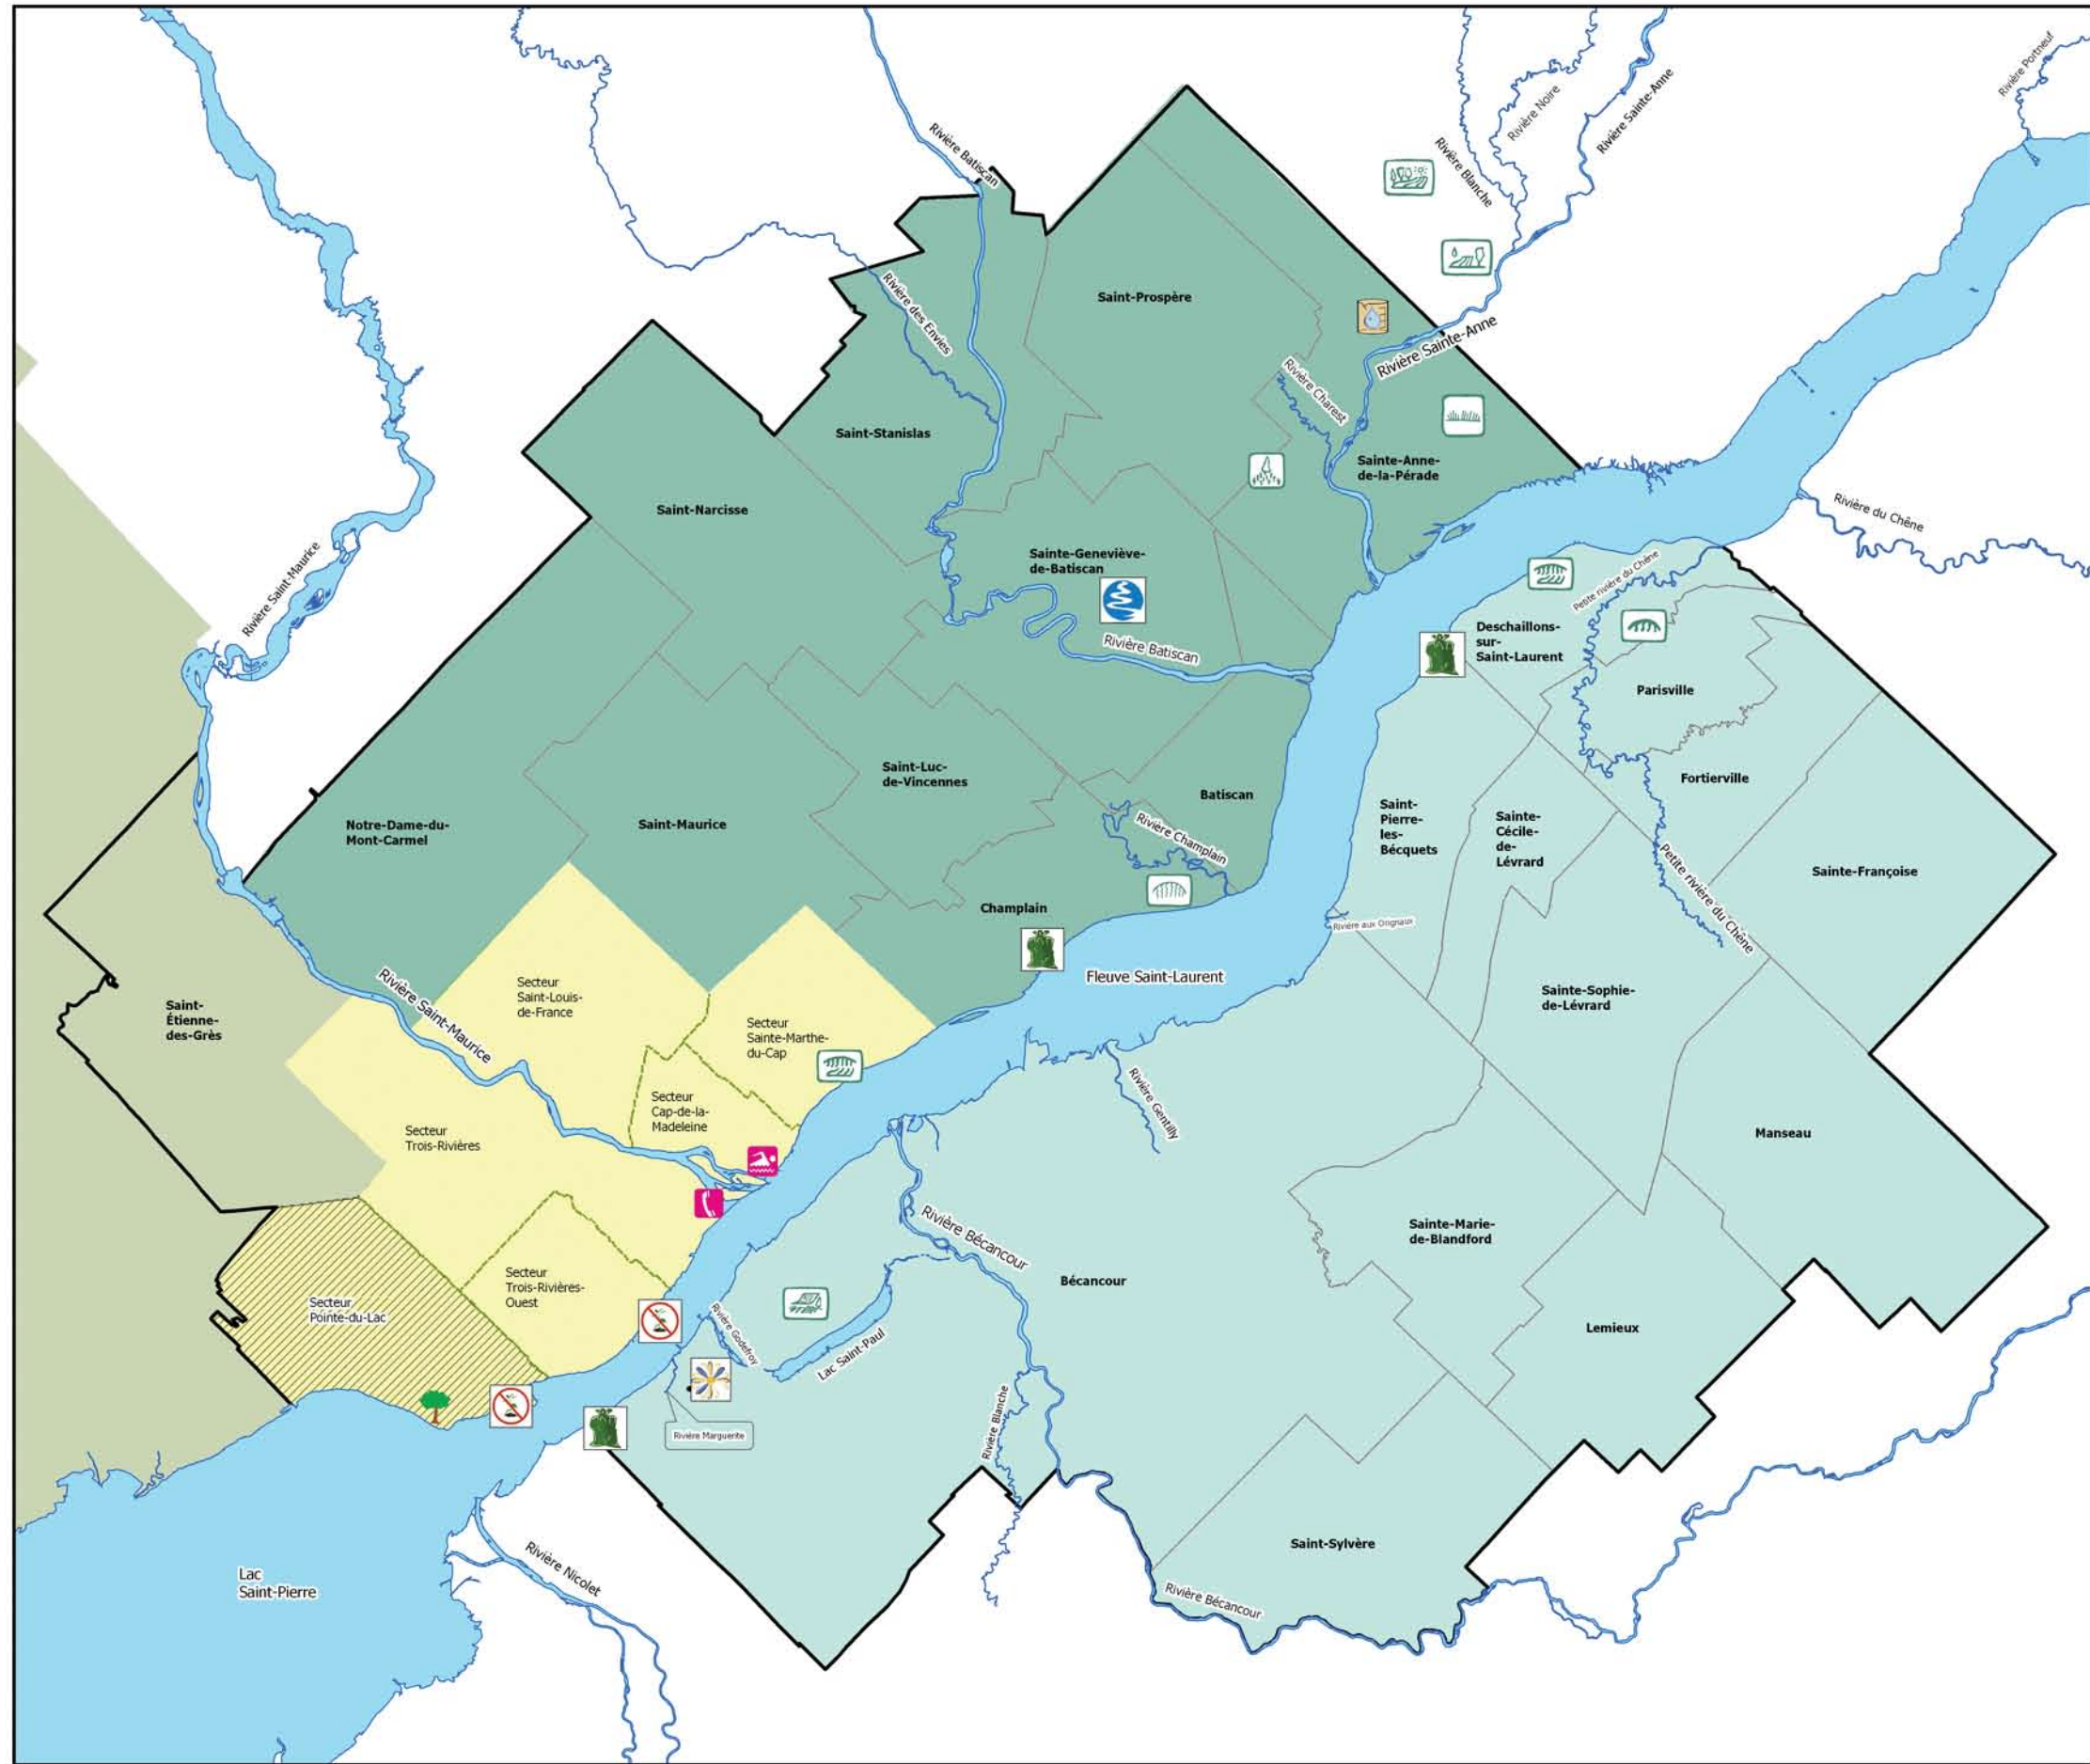 Rivière Portneuf
Rivière Noire
Rivière Sainte-Anne
Rivière Batiscan
Rivière Blanche
Rivière des Envies
Saint-Prospère
Rivière Sainte-Anne
Rivière Charest
Saint-Stanislas
Sainte-Anne-
de-la-Pérade
Saint-Narcisse
Rivière du Chêne
Rivière Saint-Maurice
Sainte-Geneviève-
de-Batiscan
Petite rivière du Chêne
Rivière Batiscan
Deschaillons-
sur-
Saint-Laurent
Parisville
Saint-Luc-
de-Vincennes
Fortierville
Batiscan
Notre-Dame-du-
Mont-Carmel
Saint-Maurice
Rivière Champlain
Saint-
Pierre-
les-
Bécquets
Sainte-
Cécile-
de-
Lévrard
Petite rivière du Chêne
Sainte-Françoise
Champlain
Rivière aux Orignaux
Fleuve Saint-Laurent
Rivière Saint-Maurice
Secteur
Saint-Louis-
de-France
Sainte-Sophie-
de-Lévrard
Saint-
Étienne-
des-Grès
Secteur
Sainte-Marthe-
du-Cap
Rivière Gentilly
Secteur
Cap-de-la-
Madeleine
Secteur
Trois-Rivières
Manseau
Rivière Bécancour
Sainte-Marie-
de-Blandford
Bécancour
Secteur
Trois-Rivières-
Ouest
Secteur
Pointe-du-Lac
Rivière Godefroy
Lac Saint-Paul
Lemieux
Rivière Blanche
Rivière Marguerite
Saint-Sylvère
Rivière Nicolet
Lac
Saint-Pierre
Rivière Bécancour